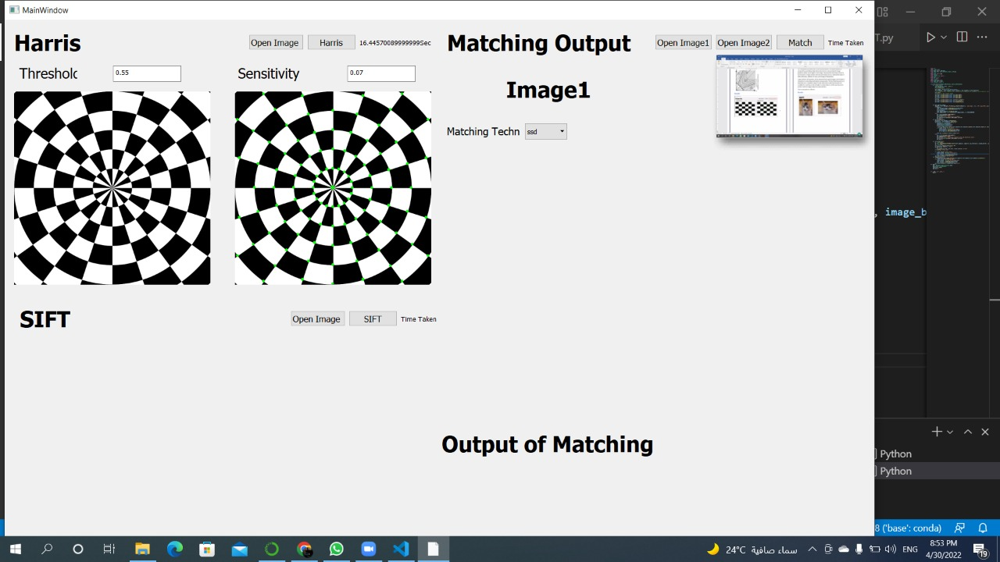 MainWindow
T.py
Harris
Open Image
Harris
16.44570089999999Sec
Matching Output
Open Image1
Open Image2
Match
Time Taken
Threshold
0.55
Sensitivity
0.07
Image1
Matching Techn
ssd
, image_b
SIFT
Open Image
SIFT
Time Taken
Output of Matching
Python
Python
8 ('base': conda)
24°C سماء صافية
ENG
8:53 PM
4/30/2022
19